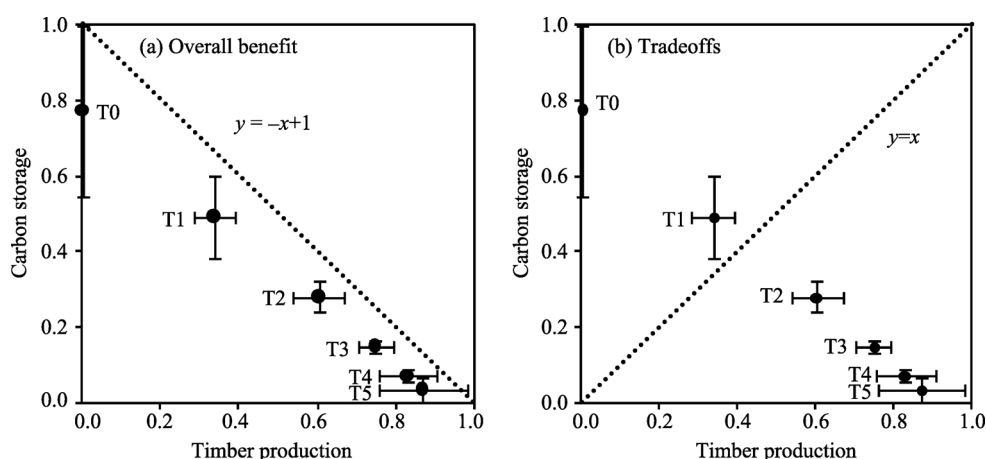 (a) Overall benefit
Carbon storage
1.0
0.8
0.6
0.4
0.2
0.0
T0
y = –x+1
T1
T2
T3
T4
T5
0.0 0.2 0.4 0.6 0.8 1.0
Timber production
(b) Tradeoffs
Carbon storage
1.0
0.8
0.6
0.4
0.2
0.0
T0
y=x
T1
T2
T3
T4
T5
0.0 0.2 0.4 0.6 0.8 1.0
Timber production